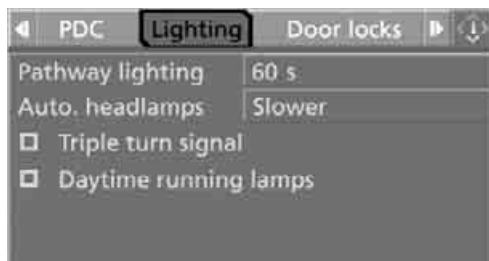 PDC Lighting Door locks
Pathway lighting 60 s
Auto. headlamps Slower
Triple turn signal
Daytime running lamps